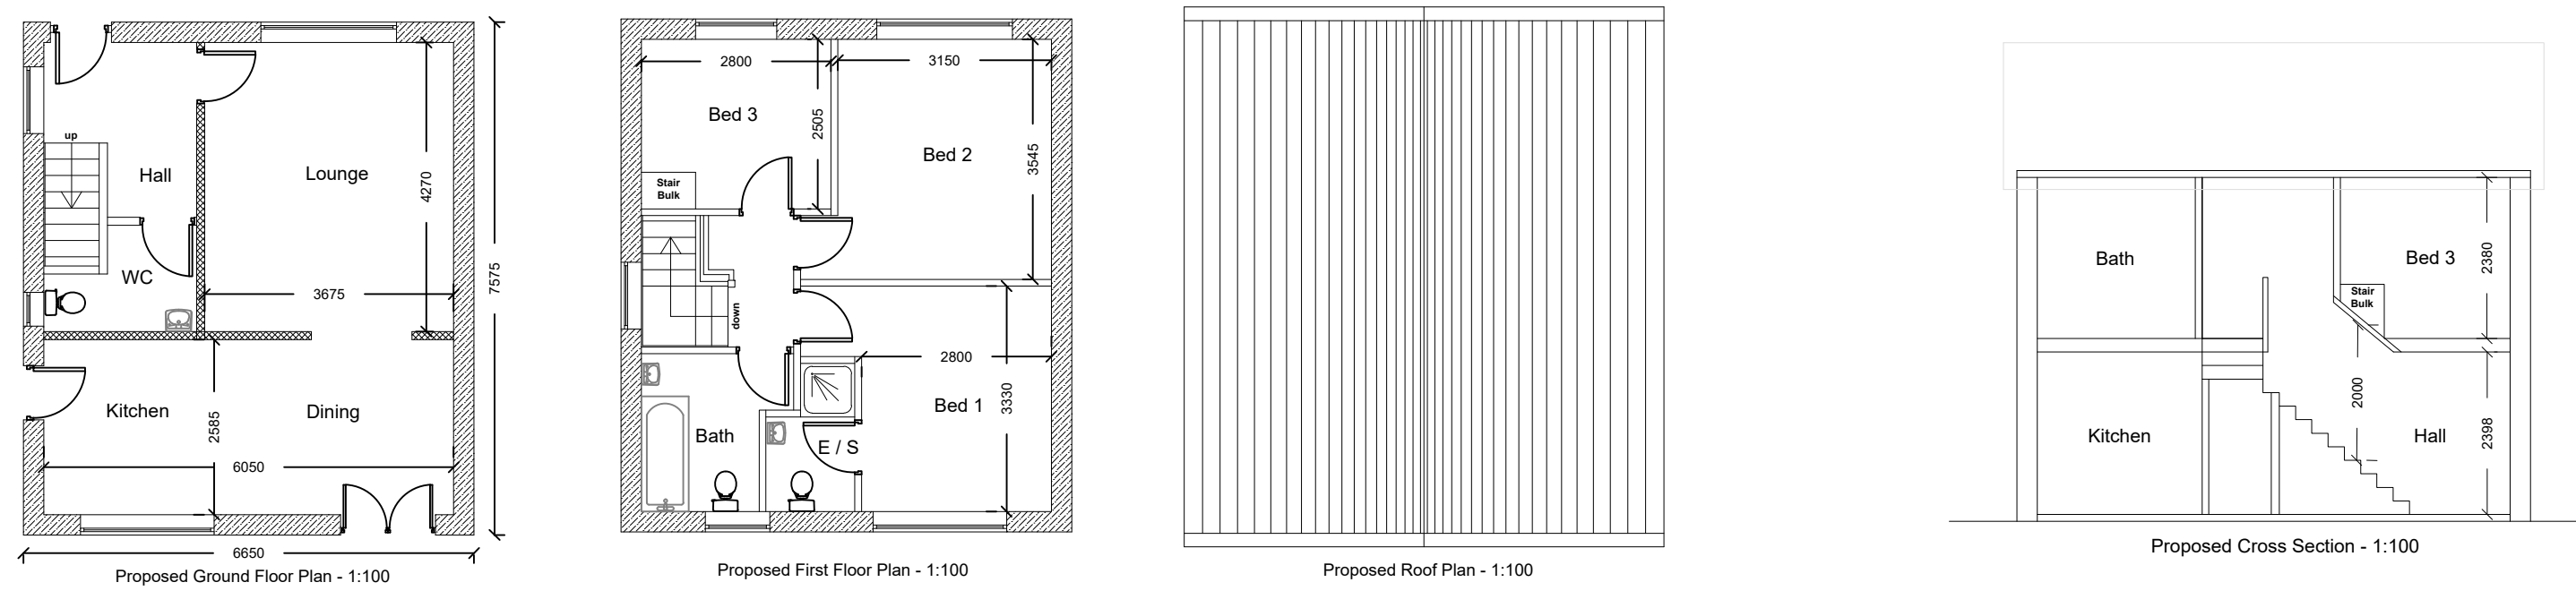 up
Hall
Lounge
4270
7575
WC
3675
Kitchen
2585
Dining
6050
6650
Proposed Ground Floor Plan - 1:100
2800
3150
Bed 3
2505
Bed 2
3545
Stair
Bulk
down
2800
Bed 1
3330
Bath
E / S
Proposed First Floor Plan - 1:100
Proposed Roof Plan - 1:100
Bath
Bed 3
2380
Stair
Bulk
2000
Kitchen
Hall
2398
Proposed Cross Section - 1:100